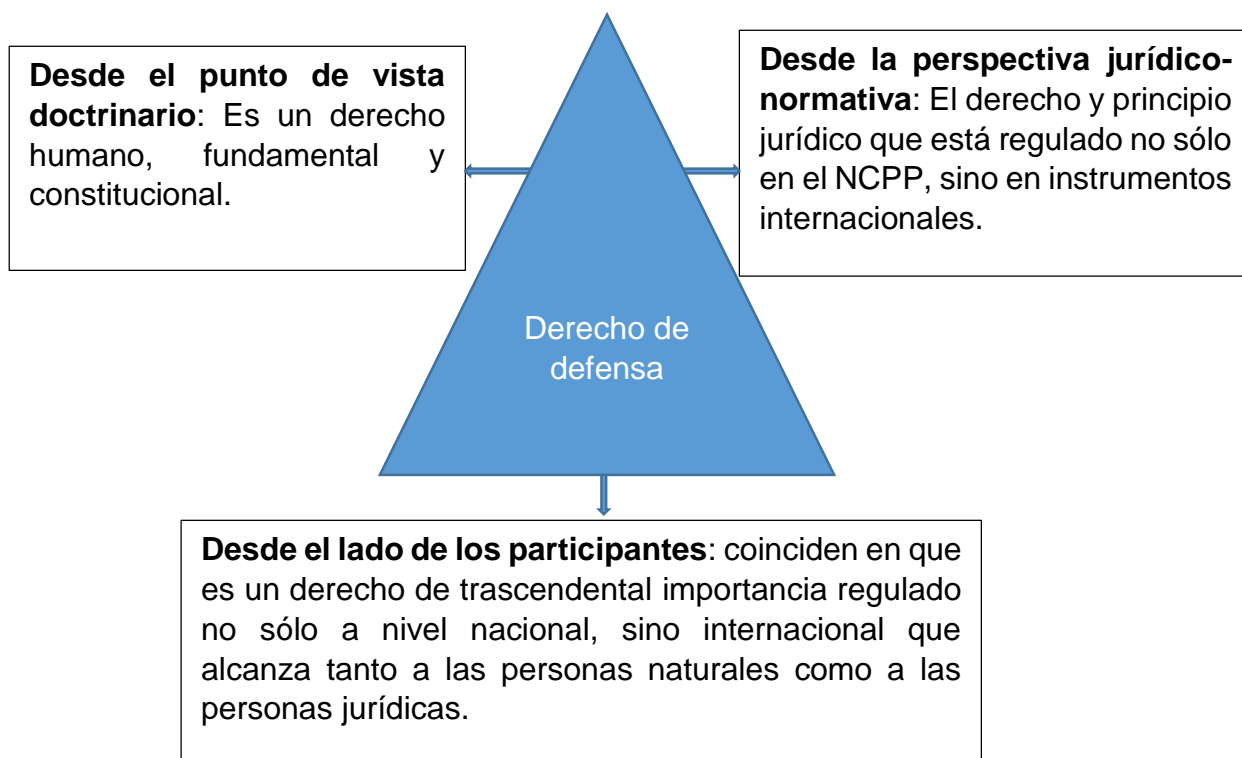 Desde el punto de vista
doctrinario: Es un derecho
humano, fundamental y
constitucional.
Desde la perspectiva jurídico-
normativa: El derecho y principio
jurídico que está regulado no sólo
en el NCPP, sino en instrumentos
internacionales.
Derecho de
defensa
Desde el lado de los participantes: coinciden en que
es un derecho de trascendental importancia regulado
no sólo a nivel nacional, sino internacional que
alcanza tanto a las personas naturales como a las
personas jurídicas.